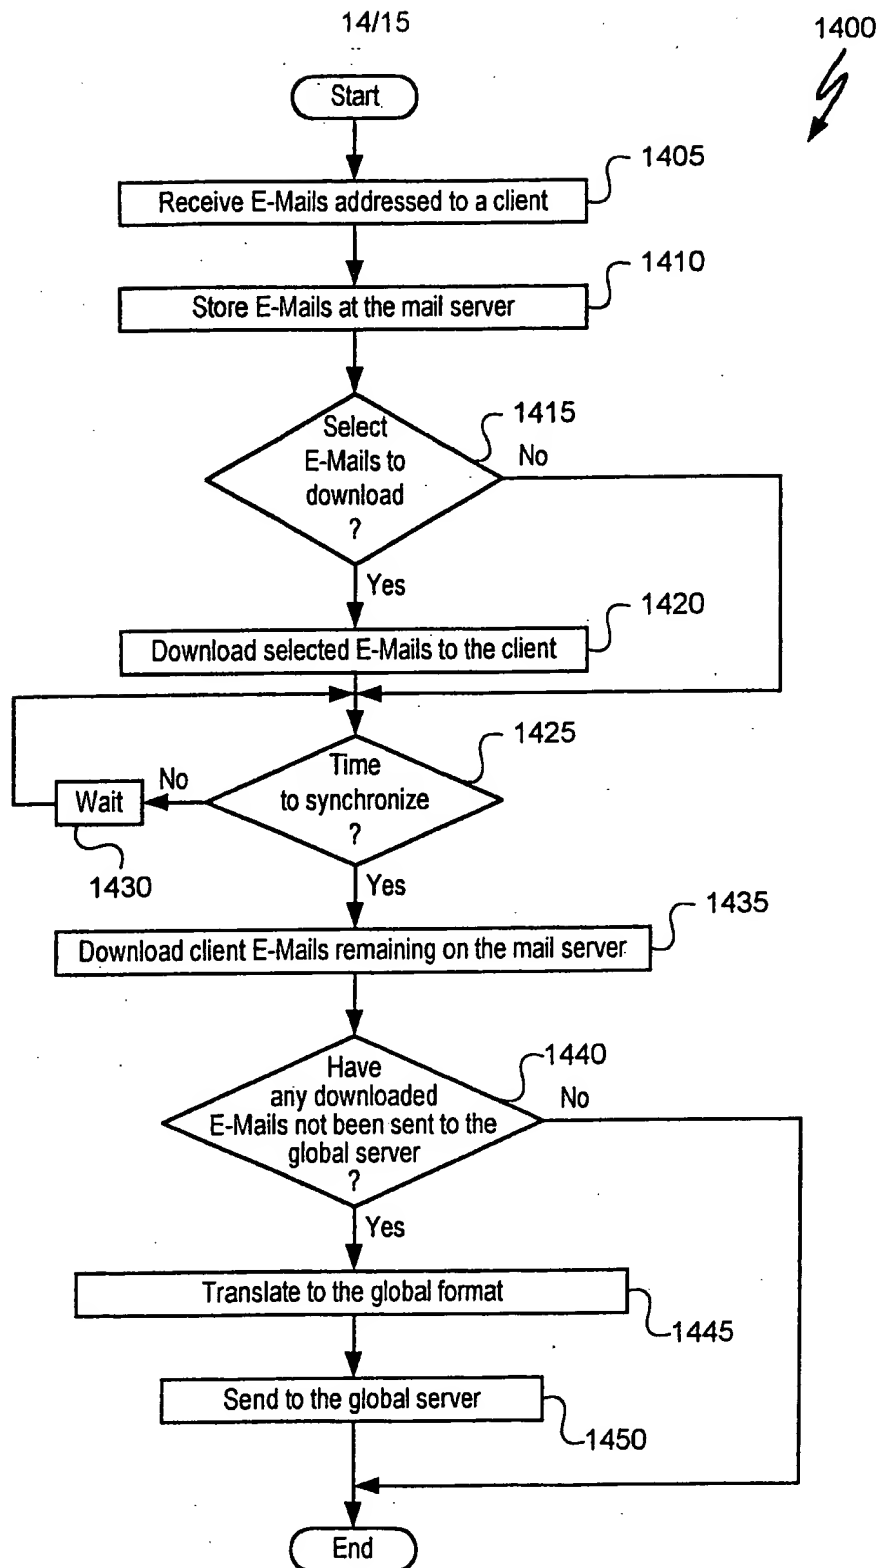 14/15
1400
Start
1405
Receive E-Mails addressed to a client
1410
Store E-Mails at the mail server
1415
Select
E-Mails to
download
?
No
Yes
1420
Download selected E-Mails to the client
1425
Time
to synchronize
?
No
Wait
1430
Yes
1435
Download client E-Mails remaining on the mail server
1440
Have
any downloaded
E-Mails not been sent to the
global server
?
No
Yes
Translate to the global format
1445
Send to the global server
1450
End